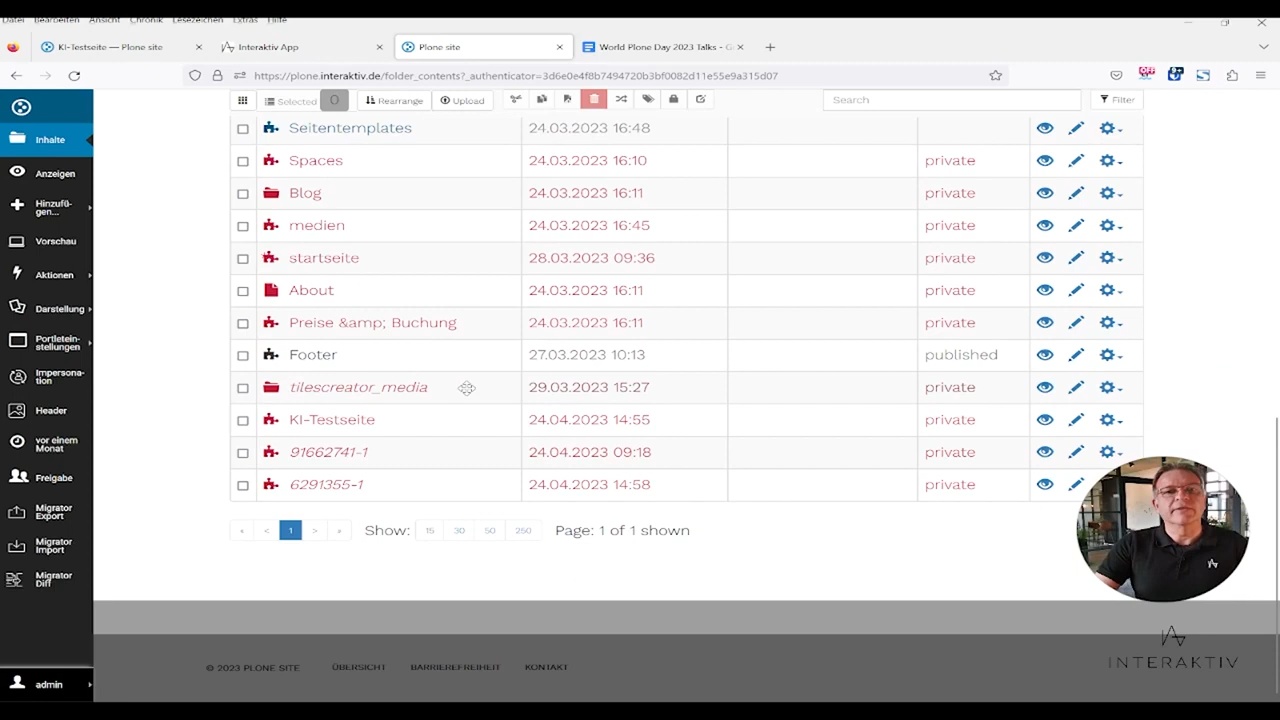 Datei Bearbeiten Ansicht Chronik Lesezeichen Extras Hilfe
KI-Testseite — Plone site
Interaktiv App
Plone site
World Plone Day 2023 Talks - G
https://plone.interaktiv.de/folder_contents?_authenticator=3d6e0e4f8b7494720b3bf0082d11e55e9a315d07
Selected 0 Rearrange Upload Search Filter
Inhalte
Anzeigen
Hinzufü-
gen...
Vorschau
Aktionen
Darstellung
Portletein-
stellungen
Impersona-
tion
Header
vor einem
Monat
Freigabe
Migrator
Export
Migrator
Import
Migrator
Diff
admin
Seitentemplates 24.03.2023 16:48
Spaces 24.03.2023 16:10 private
Blog 24.03.2023 16:11 private
medien 24.03.2023 16:45 private
startseite 28.03.2023 09:36 private
About 24.03.2023 16:11 private
Preise &amp; Buchung 24.03.2023 16:11 private
Footer 27.03.2023 10:13 published
tilescreator_media 29.03.2023 15:27 private
KI-Testseite 24.04.2023 14:55 private
91662741-1 24.04.2023 09:18 private
6291355-1 24.04.2023 14:58 private
« < 1 > » Show: 15 30 50 250 Page: 1 of 1 shown
© 2023 PLONE SITE ÜBERSICHT BARRIEREFREIHEIT KONTAKT
INTERAKTIV